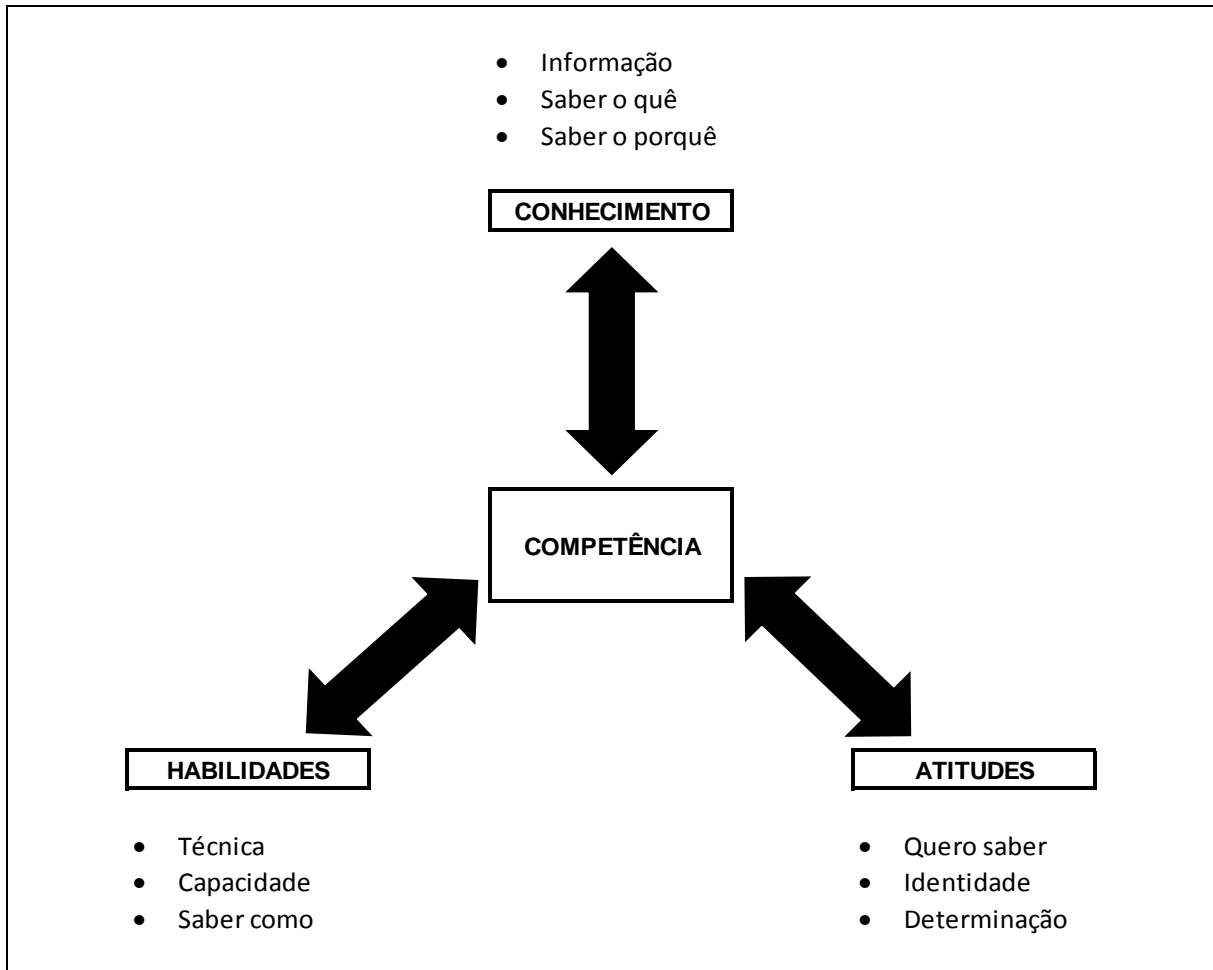 • Informação
• Saber o quê
• Saber o porquê
CONHECIMENTO
COMPETÊNCIA
HABILIDADES
• Técnica
• Capacidade
• Saber como
ATITUDES
• Quero saber
• Identidade
• Determinação